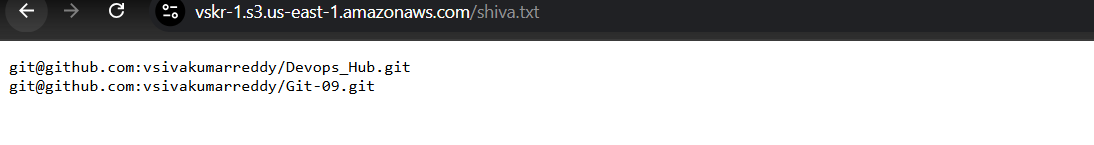 vskr-1.s3.us-east-1.amazonaws.com/shiva.txt
git@github.com:vsivakumarreddy/Devops_Hub.git
git@github.com:vsivakumarreddy/Git-09.git